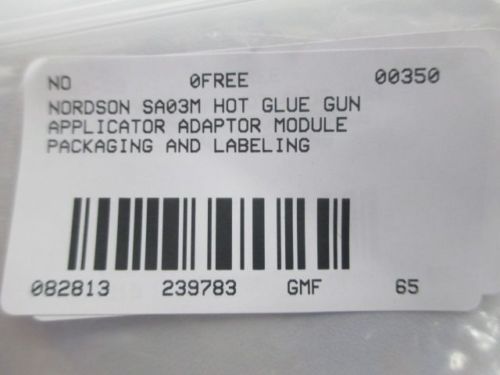 NO 0FREE 00350
NORDSON SA03M HOT GLUE GUN
APPLICATOR ADAPTOR MODULE
PACKAGING AND LABELING
082813 239783 GMF 65